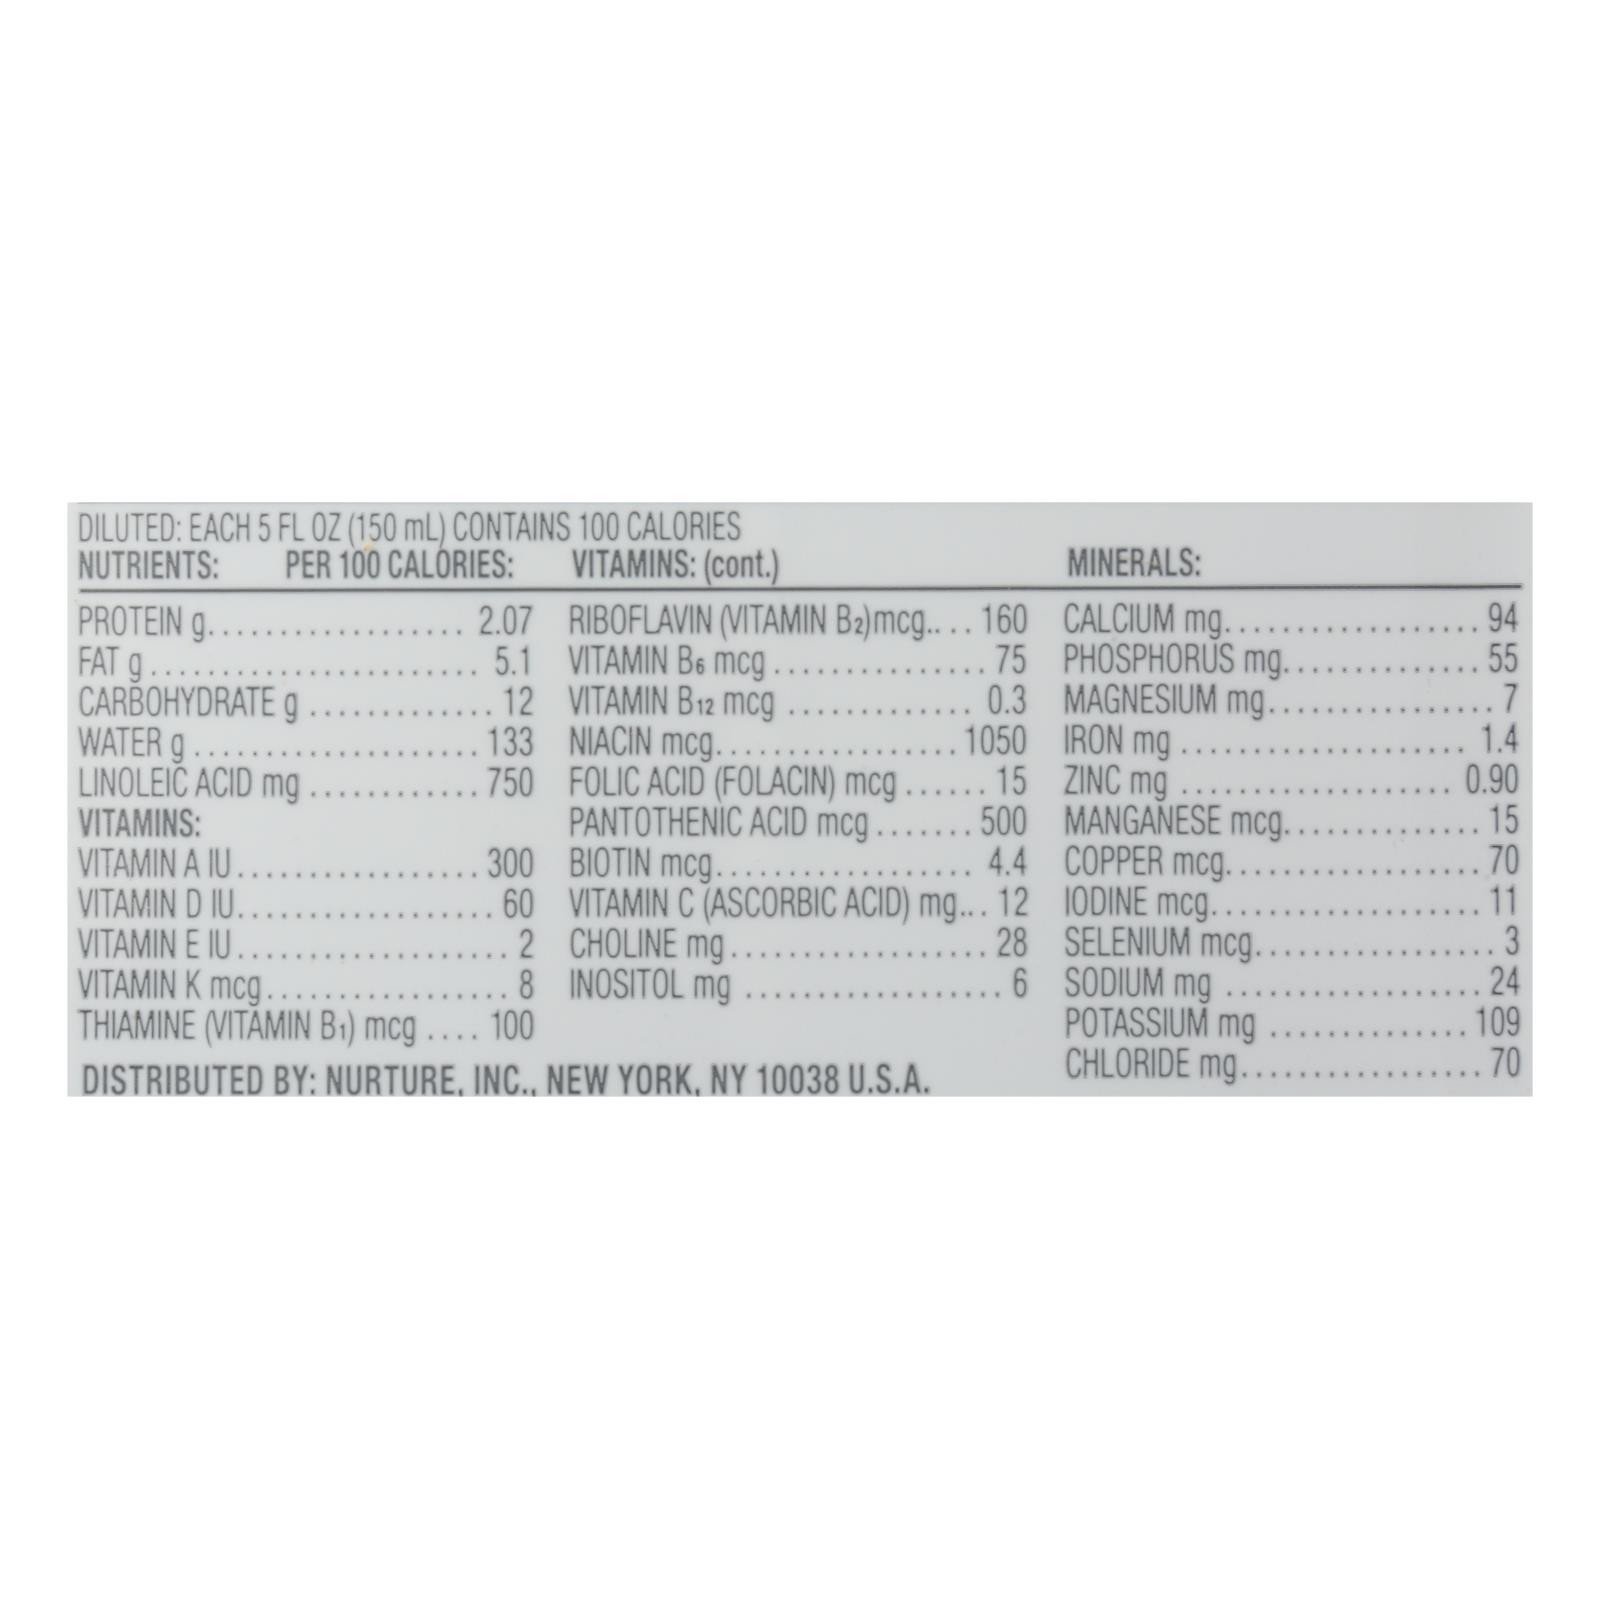 DILUTED: EACH 5 FL OZ (150 mL) CONTAINS 100 CALORIES
NUTRIENTS: PER 100 CALORIES:
PROTEIN g.................. 2.07
FAT g....................... 5.1
CARBOHYDRATE g ............. 12
WATER g.................... 133
LINOLEIC ACID mg ............ 750
VITAMINS:
VITAMIN A IU................. 300
VITAMIN D IU.................. 60
VITAMIN E IU................... 2
VITAMIN K mcg................. 8
THIAMINE (VITAMIN B₁) mcg .... 100
VITAMINS: (cont.)
RIBOFLAVIN (VITAMIN B₂)mcg.... 160
VITAMIN B₆ mcg............... 75
VITAMIN B₁₂ mcg ............. 0.3
NIACIN mcg................. 1050
FOLIC ACID (FOLACIN) mcg...... 15
PANTOTHENIC ACID mcg....... 500
BIOTIN mcg.................. 4.4
VITAMIN C (ASCORBIC ACID) mg... 12
CHOLINE mg.................. 28
INOSITOL mg .................. 6
MINERALS:
CALCIUM mg.................. 94
PHOSPHORUS mg.............. 55
MAGNESIUM mg................ 7
IRON mg .................... 1.4
ZINC mg ................... 0.90
MANGANESE mcg.............. 15
COPPER mcg.................. 70
IODINE mcg................... 11
SELENIUM mcg................ 3
SODIUM mg .................. 24
POTASSIUM mg .............. 109
CHLORIDE mg................. 70
DISTRIBUTED BY: NURTURE, INC., NEW YORK, NY 10038 U.S.A.